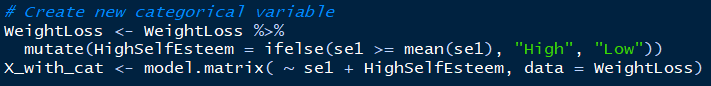 # Create new categorical variable
WeightLoss <- WeightLoss %>%
  mutate(HighSelfEsteem = ifelse(se1 >= mean(se1), "High", "Low"))
X_with_cat <- model.matrix( ~ se1 + HighSelfEsteem, data = WeightLoss)